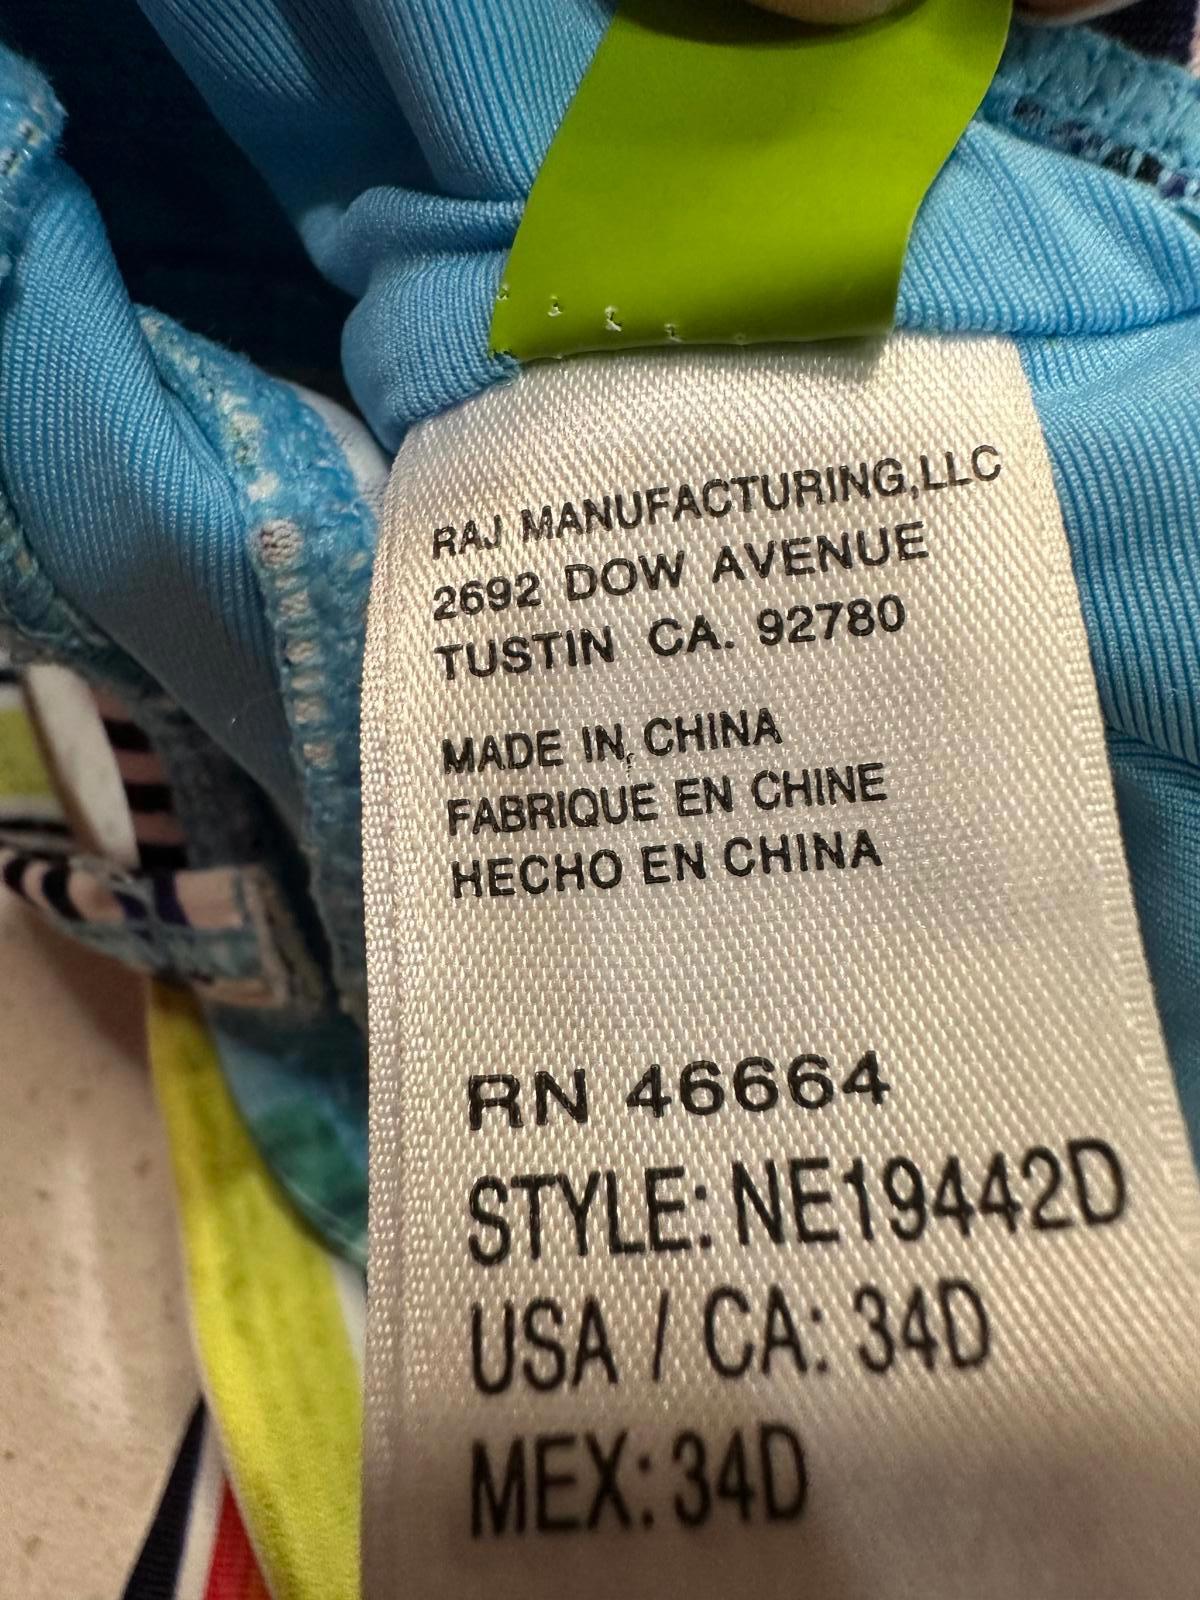 RAJ MANUFACTURING,LLC
2692 DOW AVENUE
TUSTIN CA. 92780
MADE IN CHINA
FABRIQUE EN CHINE
HECHO EN CHINA
RN 46664
STYLE: NE19442D
USA / CA: 34D
MEX: 34D